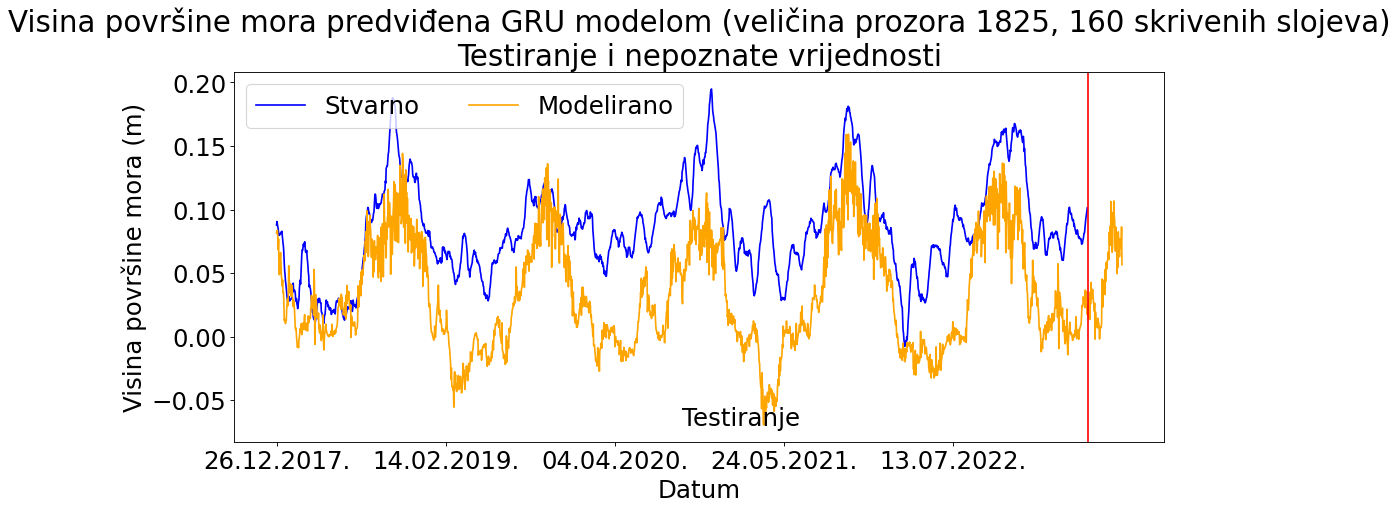 Visina površine mora predviđena GRU modelom (veličina prozora 1825, 160 skrivenih slojeva)
Testiranje i nepoznate vrijednosti
Stvarno Modelirano
Visina površine mora (m)
0.20
0.15
0.10
0.05
0.00
−0.05
Testiranje
26.12.2017. 14.02.2019. 04.04.2020. 24.05.2021. 13.07.2022.
Datum